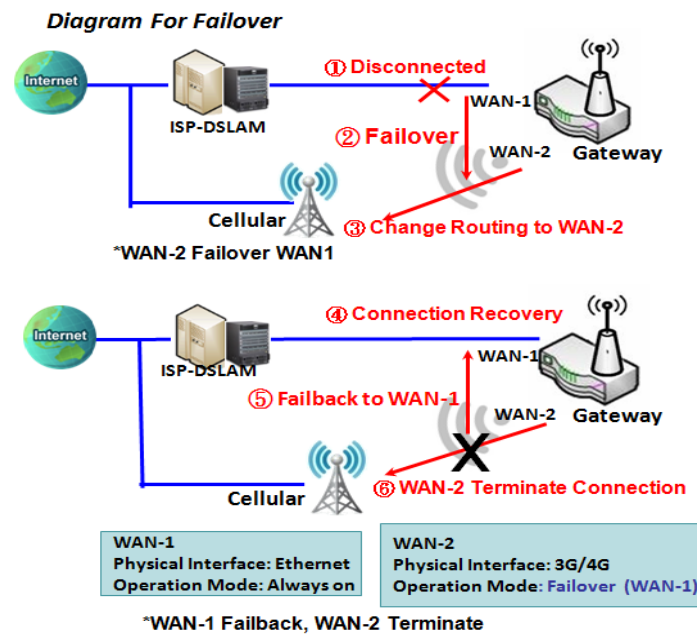 Diagram For Failover
Internet
ISP-DSLAM
① Disconnected
WAN-1
② Failover
WAN-2
Gateway
Cellular
③ Change Routing to WAN-2
*WAN-2 Failover WAN1
Internet
ISP-DSLAM
④ Connection Recovery
WAN-1
⑤ Failback to WAN-1
WAN-2
Gateway
Cellular
⑥ WAN-2 Terminate Connection
WAN-1
Physical Interface: Ethernet
Operation Mode: Always on
WAN-2
Physical Interface: 3G/4G
Operation Mode: Failover (WAN-1)
*WAN-1 Failback, WAN-2 Terminate